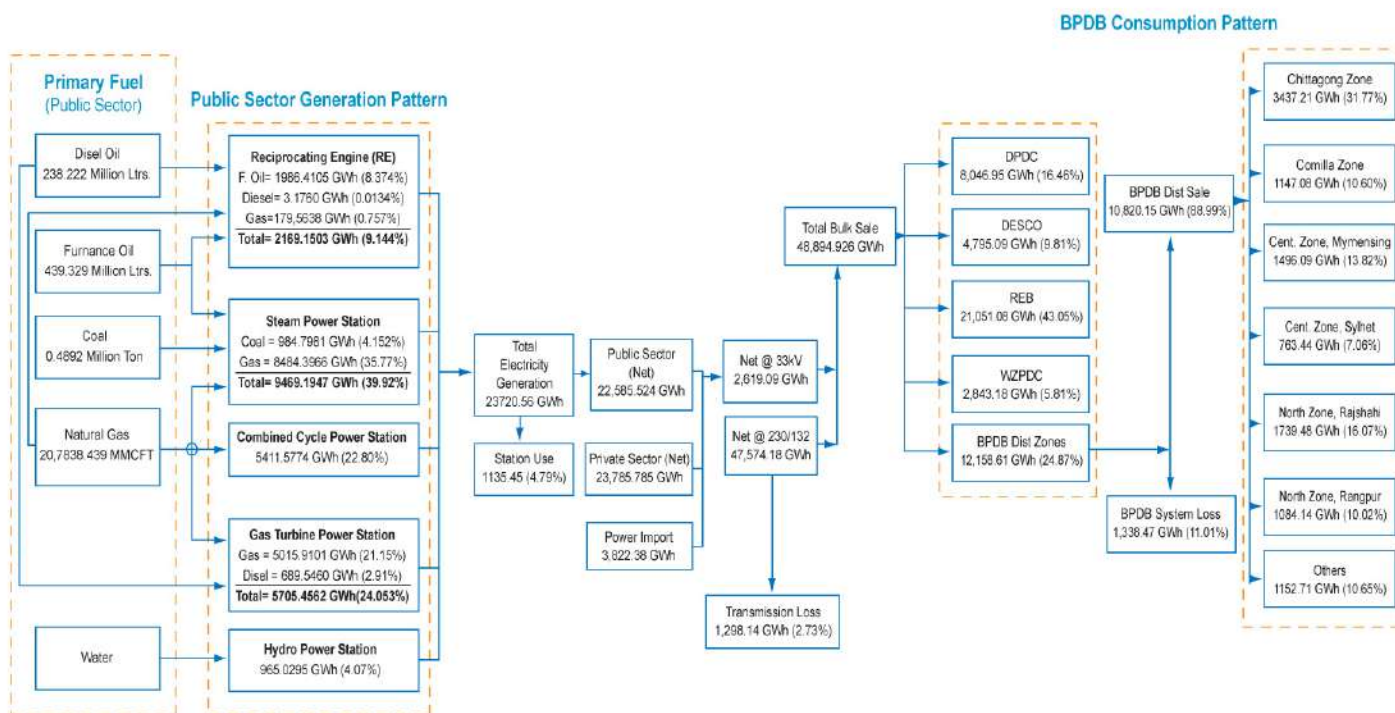 BPDB Consumption Pattern
Primary Fuel
(Public Sector)
Disel Oil
238.222 Million Ltrs.
Furnance Oil
439.329 Million Ltrs.
Coal
0.4892 Million Ton
Natural Gas
20,7838.439 MMCFT
Water
Public Sector Generation Pattern
Reciprocating Engine (RE)
F. Oil= 1986.4105 GWh (8.374%)
Diesel= 3.1760 GWh (0.0134%)
Gas=179,5638 GWh (0.757%)
Total= 2169.1503 GWh (9.144%)
Steam Power Station
Coal = 984.7981 GWh (4.152%)
Gas = 8484.3966 GWh (35.77%)
Total= 9469.1947 GWh (39.92%)
Combined Cycle Power Station
5411.5774 GWh (22.80%)
Gas Turbine Power Station
Gas = 5015.9101 GWh (21.15%)
Disel = 689.5460 GWh (2.91%)
Total= 5705.4562 GWh(24.053%)
Hydro Power Station
965.0295 GWh (4.07%)
Total
Electricity
Generation
23720.56 GWh
Station Use
1135.45 (4.79%)
Public Sector
(Net)
22,585.524 GWh
Private Sector (Net)
23,785.785 GWh
Power Import
3,822.38 GWh
Net @ 33kV
2,619.09 GWh
Net @ 230/132
47,574.18 GWh
Transmission Loss
1,298.14 GWh (2.73%)
Total Bulk Sale
48,894.926 GWh
DPDC
8,046.95 GWh (16.46%)
DESCO
4,795.09 GWh (9.81%)
REB
21,051.08 GWh (43.05%)
WZPDC
2,843.18 GWh (5.81%)
BPDB Dist Zones
12,158.61 GWh (24.87%)
BPDB Dist Sale
10,820.15 GWh (88.99%)
BPDB System Loss
1,338.47 GWh (11.01%)
Chittagong Zone
3437.21 GWh (31.77%)
Comilla Zone
1147.08 GWh (10.60%)
Cent. Zone, Mymensing
1496.09 GWh (13.82%)
Cent. Zone, Sylhet
763.44 GWh (7.06%)
North Zone, Rajshahi
1739.48 GWh (16.07%)
North Zone, Rangpur
1084.14 GWh (10.02%)
Others
1152.71 GWh (10.65%)